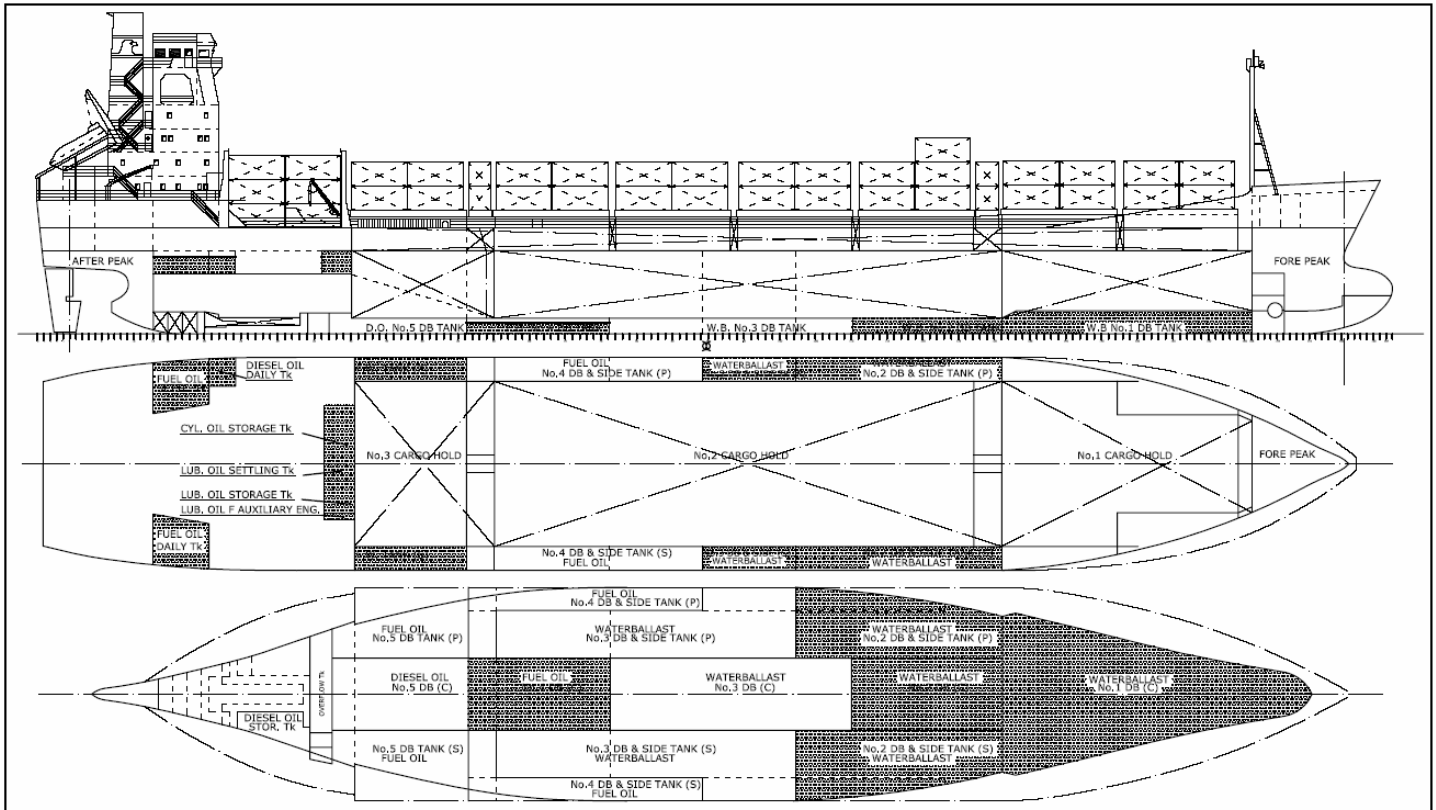 AFTER PEAK
FORE PEAK
D.O. No.5 DB TANK
W.B. No.3 DB TANK
W.B No.1 DB TANK
DIESEL OIL
DAILY Tk
FUEL OIL
FUEL OIL
No.4 DB & SIDE TANK (P)
WATERBALLAST
WATERBALLAST
No.2 DB & SIDE TANK (P)
CYL. OIL STORAGE Tk
LUB. OIL SETTLING Tk
LUB. OIL STORAGE Tk
LUB. OIL F AUXILIARY ENG.
No.3 CARGO HOLD
No.2 CARGO HOLD
No.1 CARGO HOLD
FORE PEAK
FUEL OIL
DAILY Tk
No.4 DB & SIDE TANK (S)
FUEL OIL
WATERBALLAST
WATERBALLAST
FUEL OIL
No.4 DB & SIDE TANK (P)
FUEL OIL
No.5 DB TANK (P)
WATERBALLAST
No.3 DB & SIDE TANK (P)
WATERBALLAST
No.2 DB & SIDE TANK (P)
OVERFLOW Tk
DIESEL OIL
No.5 DB (C)
FUEL OIL
WATERBALLAST
No.3 DB (C)
WATERBALLAST
WATERBALLAST
No.1 DB (C)
DIESEL OIL
STOR. Tk
No.5 DB TANK (S)
FUEL OIL
No.3 DB & SIDE TANK (S)
WATERBALLAST
No.2 DB & SIDE TANK (S)
WATERBALLAST
No.4 DB & SIDE TANK (S)
FUEL OIL